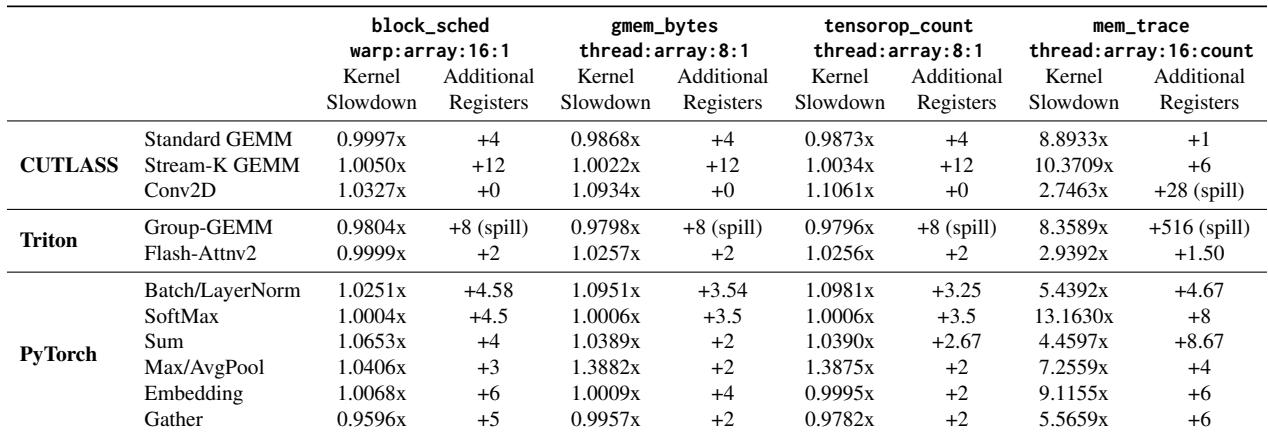 block_sched gmem_bytes tensorop_count mem_trace
warp:array:16:1 thread:array:8:1 thread:array:8:1 thread:array:16:count
Kernel Additional Kernel Additional Kernel Additional Kernel Additional
Slowdown Registers Slowdown Registers Slowdown Registers Slowdown Registers
Standard GEMM 0.9997x +4 0.9868x +4 0.9873x +4 8.8933x +1
CUTLASS Stream-K GEMM 1.0050x +12 1.0022x +12 1.0034x +12 10.3709x +6
Conv2D 1.0327x +0 1.0934x +0 1.1061x +0 2.7463x +28 (spill)
Triton Group-GEMM 0.9804x +8 (spill) 0.9798x +8 (spill) 0.9796x +8 (spill) 8.3589x +516 (spill)
Flash-Attnv2 0.9999x +2 1.0257x +2 1.0256x +2 2.9392x +1.50
Batch/LayerNorm 1.0251x +4.58 1.0951x +3.54 1.0981x +3.25 5.4392x +4.67
SoftMax 1.0004x +4.5 1.0006x +3.5 1.0006x +3.5 13.1630x +8
PyTorch Sum 1.0653x +4 1.0389x +2 1.0390x +2.67 4.4597x +8.67
Max/AvgPool 1.0406x +3 1.3882x +2 1.3875x +2 7.2559x +4
Embedding 1.0068x +6 1.0009x +4 0.9995x +2 9.1155x +6
Gather 0.9596x +5 0.9957x +2 0.9782x +2 5.5659x +6